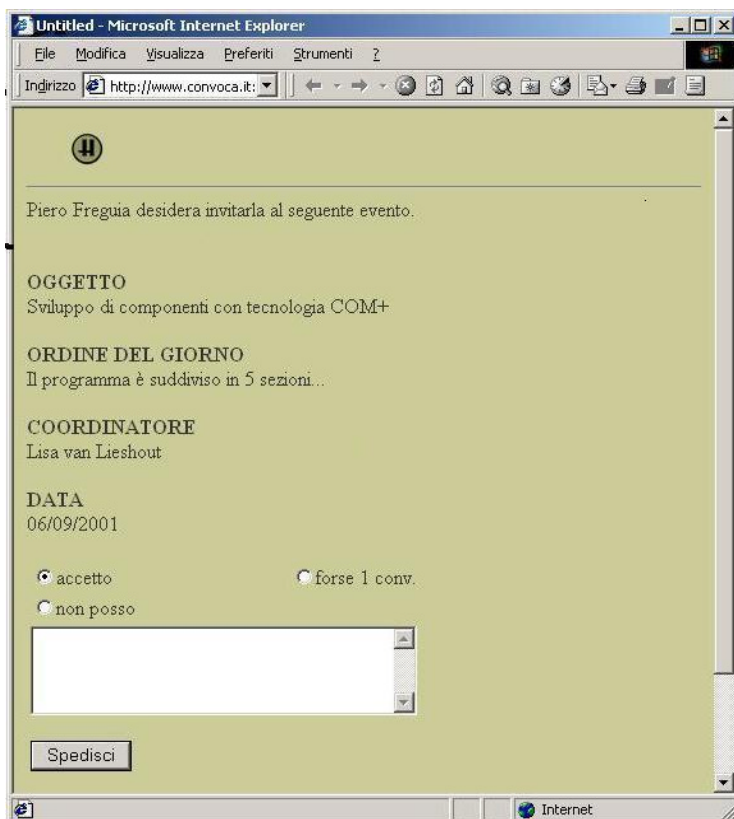 Untitled - Microsoft Internet Explorer
File Modifica Visualizza Preferiti Strumenti ?
Indirizzo http://www.convoca.it:
Piero Freguia desidera invitarla al seguente evento.
OGGETTO
Sviluppo di componenti con tecnologia COM+
ORDINE DEL GIORNO
Il programma è suddiviso in 5 sezioni...
COORDINATORE
Lisa van Lieshout
DATA
06/09/2001
accetto forse 1 conv.
non posso
Spedisci
Internet